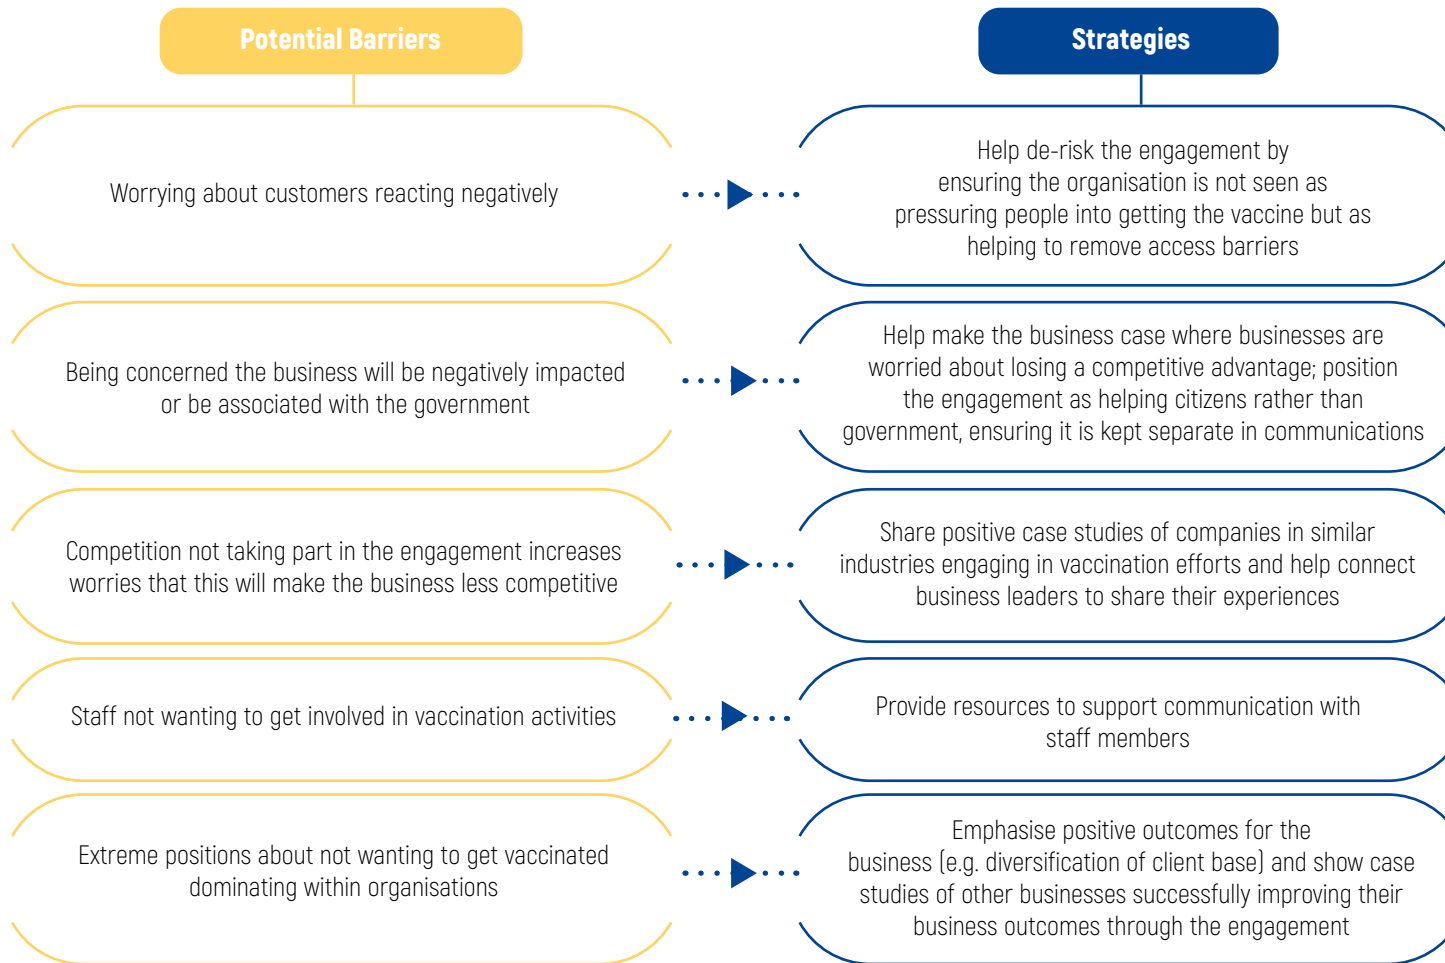 Potential Barriers
Strategies
Worrying about customers reacting negatively
Help de-risk the engagement by
ensuring the organisation is not seen as
pressuring people into getting the vaccine but as
helping to remove access barriers
Being concerned the business will be negatively impacted
or be associated with the government
Help make the business case where businesses are
worried about losing a competitive advantage; position
the engagement as helping citizens rather than
government, ensuring it is kept separate in communications
Competition not taking part in the engagement increases
worries that this will make the business less competitive
Share positive case studies of companies in similar
industries engaging in vaccination efforts and help connect
business leaders to share their experiences
Staff not wanting to get involved in vaccination activities
Provide resources to support communication with
staff members
Extreme positions about not wanting to get vaccinated
dominating within organisations
Emphasise positive outcomes for the
business (e.g. diversification of client base) and show case
studies of other businesses successfully improving their
business outcomes through the engagement